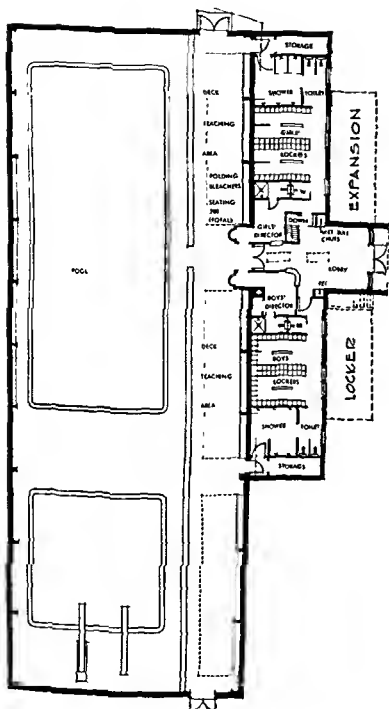 STORAGE
SHOWER
TOILET
DECK
TEACHING
AREA
GIRLS'
LOCKERS
FOLDING
BLEACHERS
SEATING
(TOTAL)
EXPANSION
DOWN
GIRLS'
DIRECTOR
LOBBY
POOL
BOYS'
DIRECTOR
DECK
TEACHING
AREA
BOYS
LOCKERS
LOCKER
SHOWER
TOILET
STORAGE